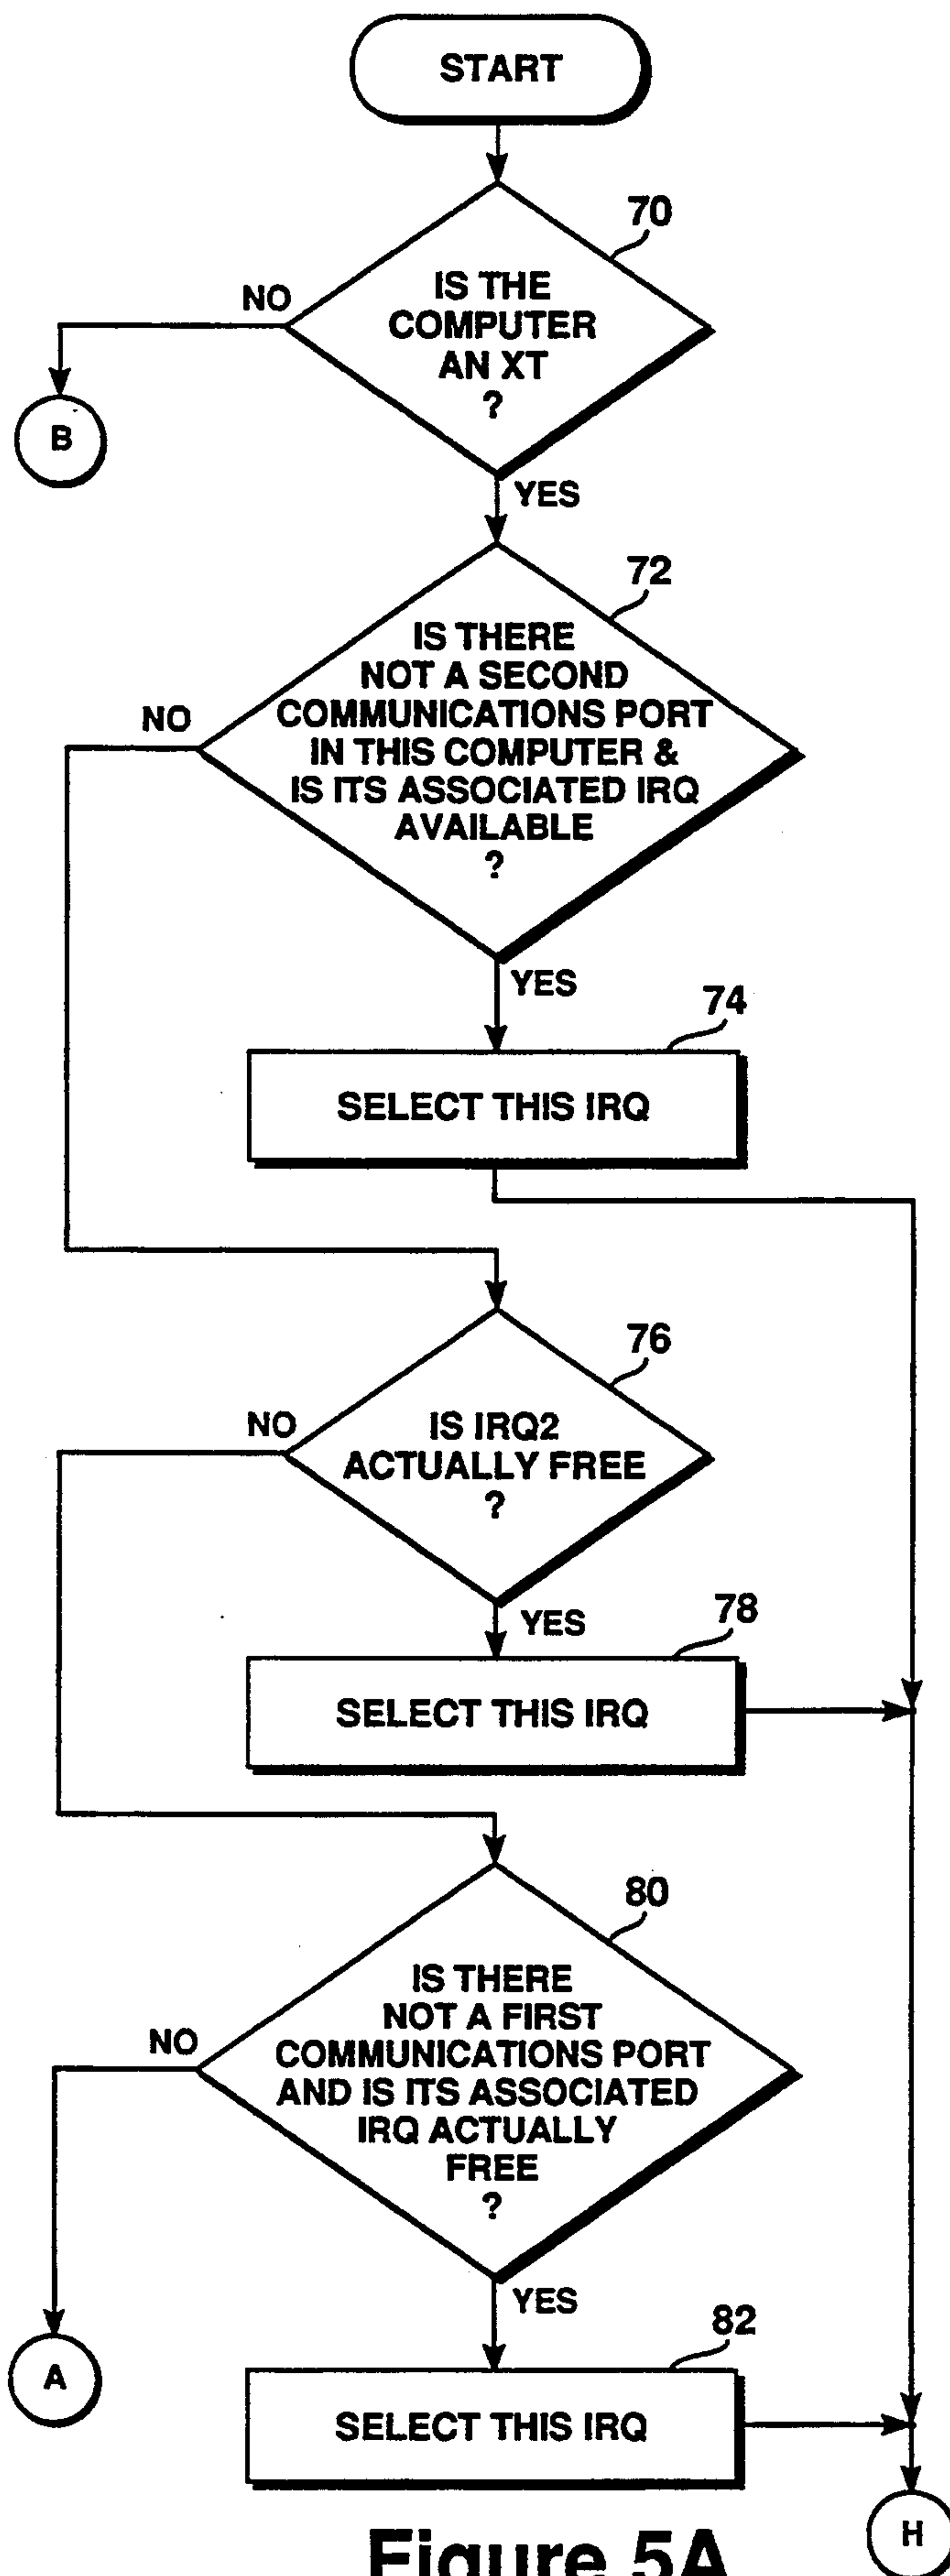 START
70
IS THE
COMPUTER
AN XT
?
NO
B
YES
72
IS THERE
NOT A SECOND
COMMUNICATIONS PORT
IN THIS COMPUTER &
IS ITS ASSOCIATED IRQ
AVAILABLE
?
NO
YES
74
SELECT THIS IRQ
76
IS IRQ2
ACTUALLY FREE
?
NO
YES
78
SELECT THIS IRQ
80
IS THERE
NOT A FIRST
COMMUNICATIONS PORT
AND IS ITS ASSOCIATED
IRQ ACTUALLY
FREE
?
NO
YES
A
82
SELECT THIS IRQ
H
Figure 5A